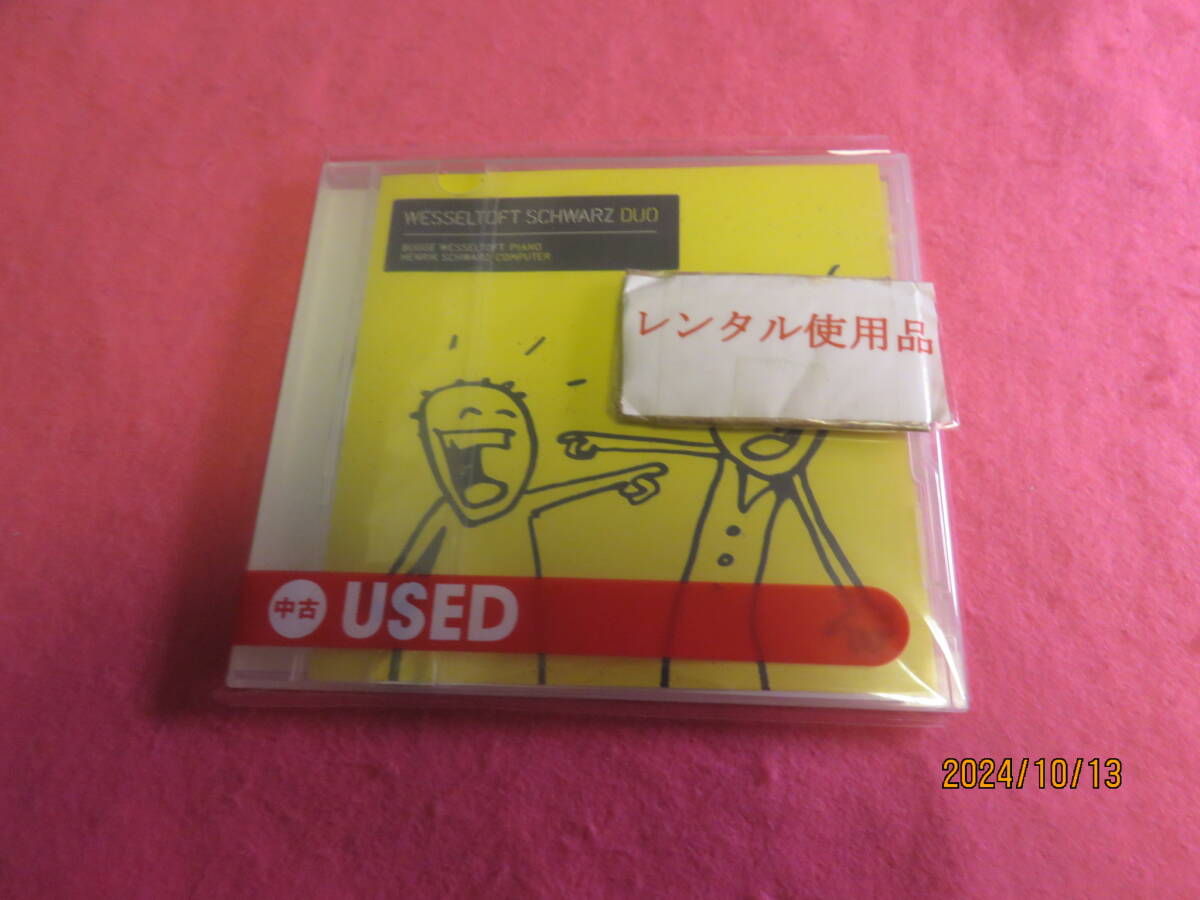 WESSELTOFT SCHWARZ DUO
BUGGE WESSELTOFT PIANO
HENRIK SCHWARZ COMPUTER
レンタル使用品
中古 USED
2024/10/13